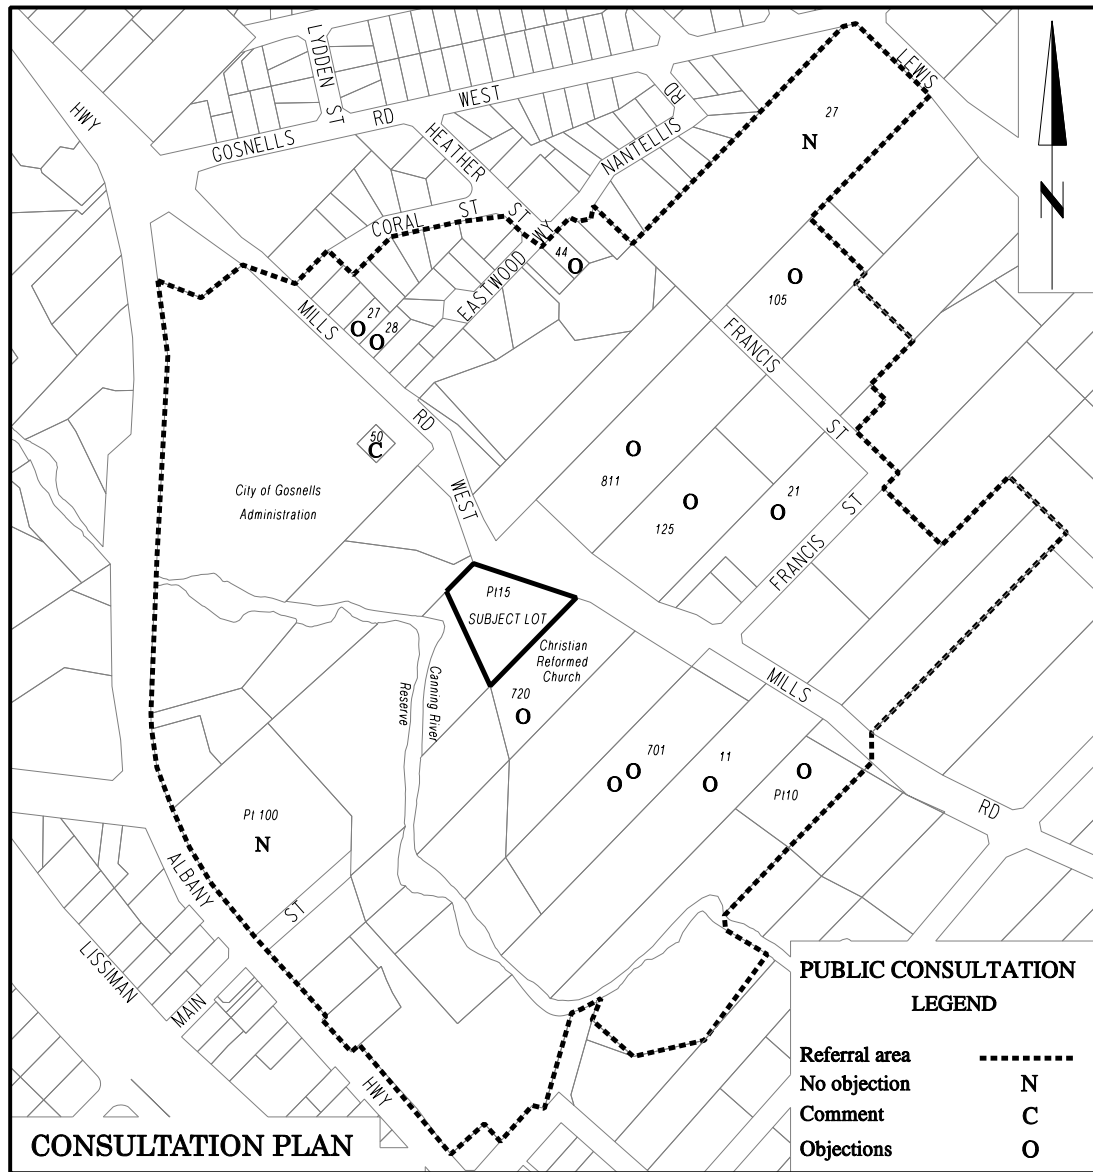 LYDDEN ST
HWY
GOSNELLS RD WEST
LEWIS
RD
NANTELLIS
HEATHER ST
CORAL ST
EASTWOOD WY
27
N
44
O
105
O
N
MILLS
27
O
28
O
FRANCIS
ST
RD
WEST
50
C
City of Gosnells
Administration
O
811
O
125
21
O
FRANCIS ST
Pt15
SUBJECT LOT
Christian
Reformed
Church
Canning River
Reserve
720
O
MILLS
RD
701
O O
11
O
O
Pt10
Pt 100
N
ST
ALBANY
HWY
LISSIMAN
MAIN
PUBLIC CONSULTATION
LEGEND
Referral area
No objection N
Comment C
Objections O
CONSULTATION PLAN